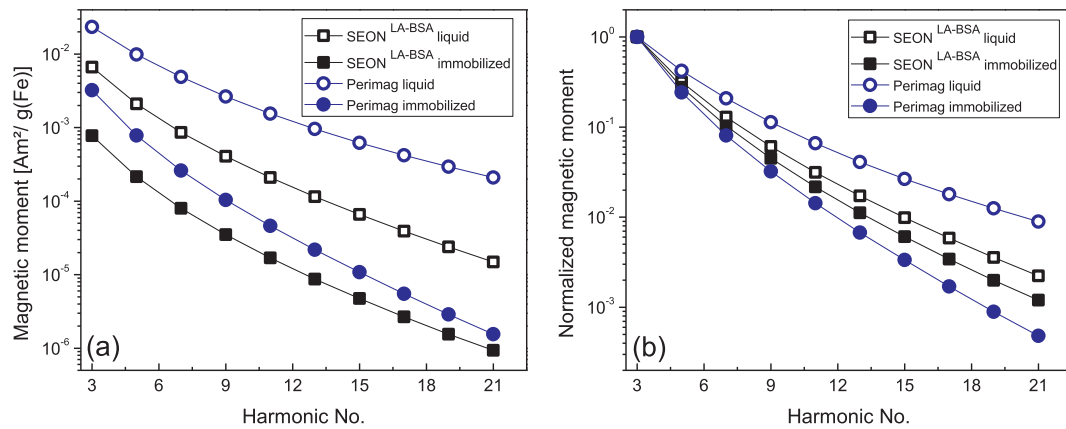 Magnetic moment [Am²/ g(Fe)]
10⁻²
10⁻³
10⁻⁴
10⁻⁵
10⁻⁶
SEON LA-BSA liquid
SEON LA-BSA immobilized
Perimag liquid
Perimag immobilized
(a)
3 6 9 12 15 18 21
Harmonic No.
Normalized magnetic moment
10⁰
10⁻¹
10⁻²
10⁻³
SEON LA-BSA liquid
SEON LA-BSA immobilized
Perimag liquid
Perimag immobilized
(b)
3 6 9 12 15 18 21
Harmonic No.